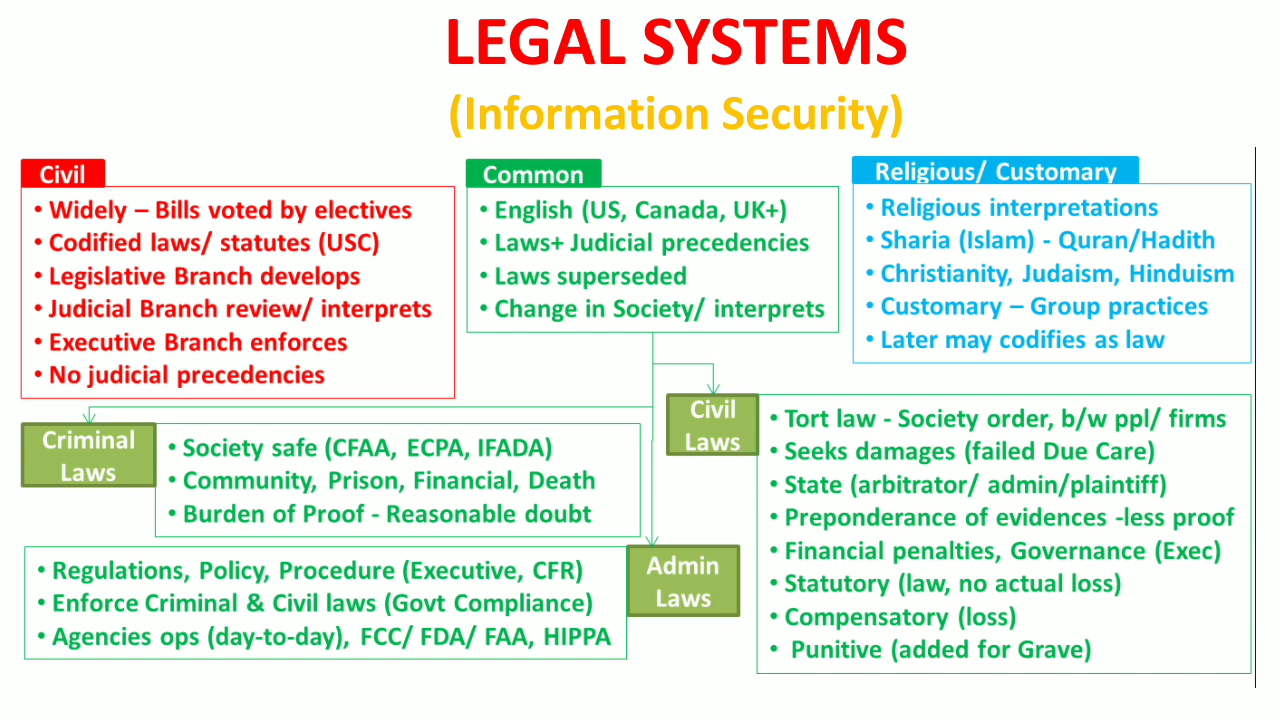 LEGAL SYSTEMS
(Information Security)
Civil
• Widely – Bills voted by electives
• Codified laws/ statutes (USC)
• Legislative Branch develops
• Judicial Branch review/ interprets
• Executive Branch enforces
• No judicial precedencies
Common
• English (US, Canada, UK+)
• Laws+ Judicial precedencies
• Laws superseded
• Change in Society/ interprets
Religious/ Customary
• Religious interpretations
• Sharia (Islam) - Quran/Hadith
• Christianity, Judaism, Hinduism
• Customary – Group practices
• Later may codifies as law
Criminal
Laws
• Society safe (CFAA, ECPA, IFADA)
• Community, Prison, Financial, Death
• Burden of Proof - Reasonable doubt
Civil
Laws
• Tort law - Society order, b/w ppl/ firms
• Seeks damages (failed Due Care)
• State (arbitrator/ admin/plaintiff)
• Preponderance of evidences -less proof
• Financial penalties, Governance (Exec)
• Statutory (law, no actual loss)
• Compensatory (loss)
• Punitive (added for Grave)
Admin
Laws
• Regulations, Policy, Procedure (Executive, CFR)
• Enforce Criminal & Civil laws (Govt Compliance)
• Agencies ops (day-to-day), FCC/ FDA/ FAA, HIPPA